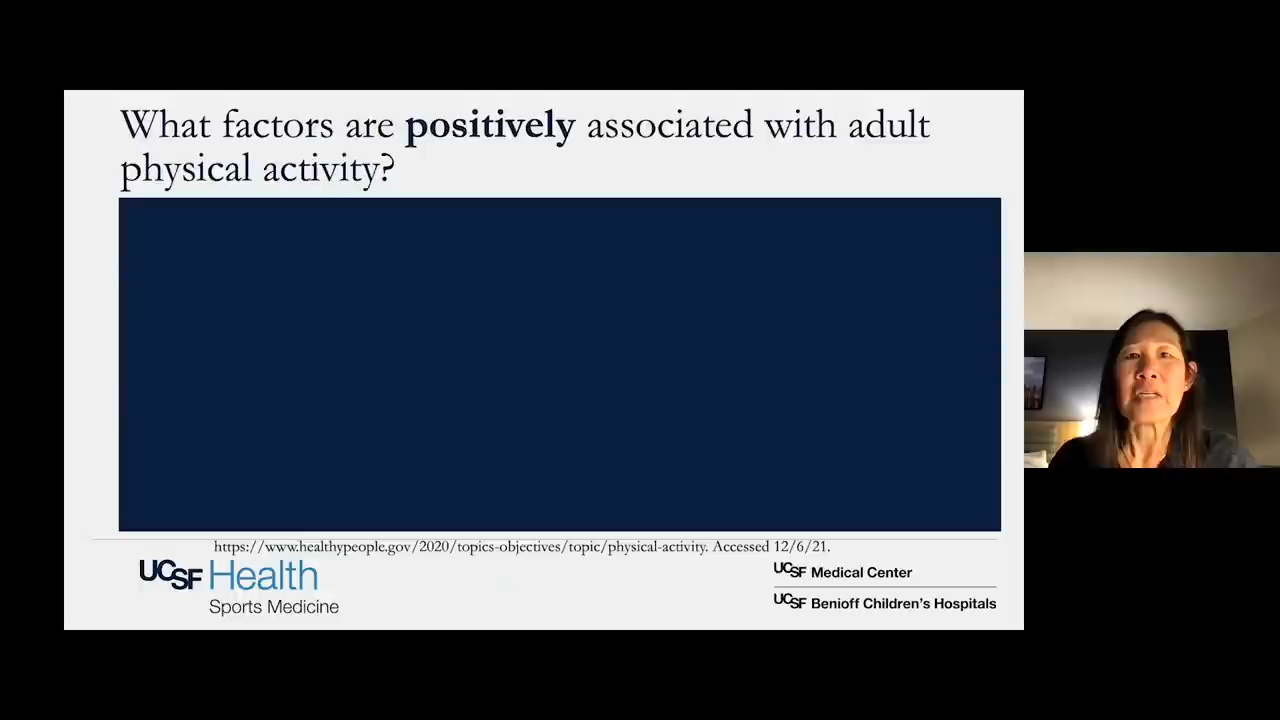 What factors are positively associated with adult
physical activity?
https://www.healthypeople.gov/2020/topics-objectives/topic/physical-activity. Accessed 12/6/21.
UCSF Health
Sports Medicine
UCSF Medical Center
UCSF Benioff Children's Hospitals